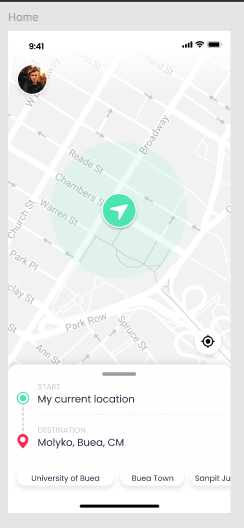 Home
9:41
Broadway
Reade St
Chambers St
Broadway
Warren St
Church St
Park Pl
Park Row
Spruce St
Ann St
START
My current location
DESTINATION
Molyko, Buea, CM
University of Buea
Buea Town
Sanpit Ju